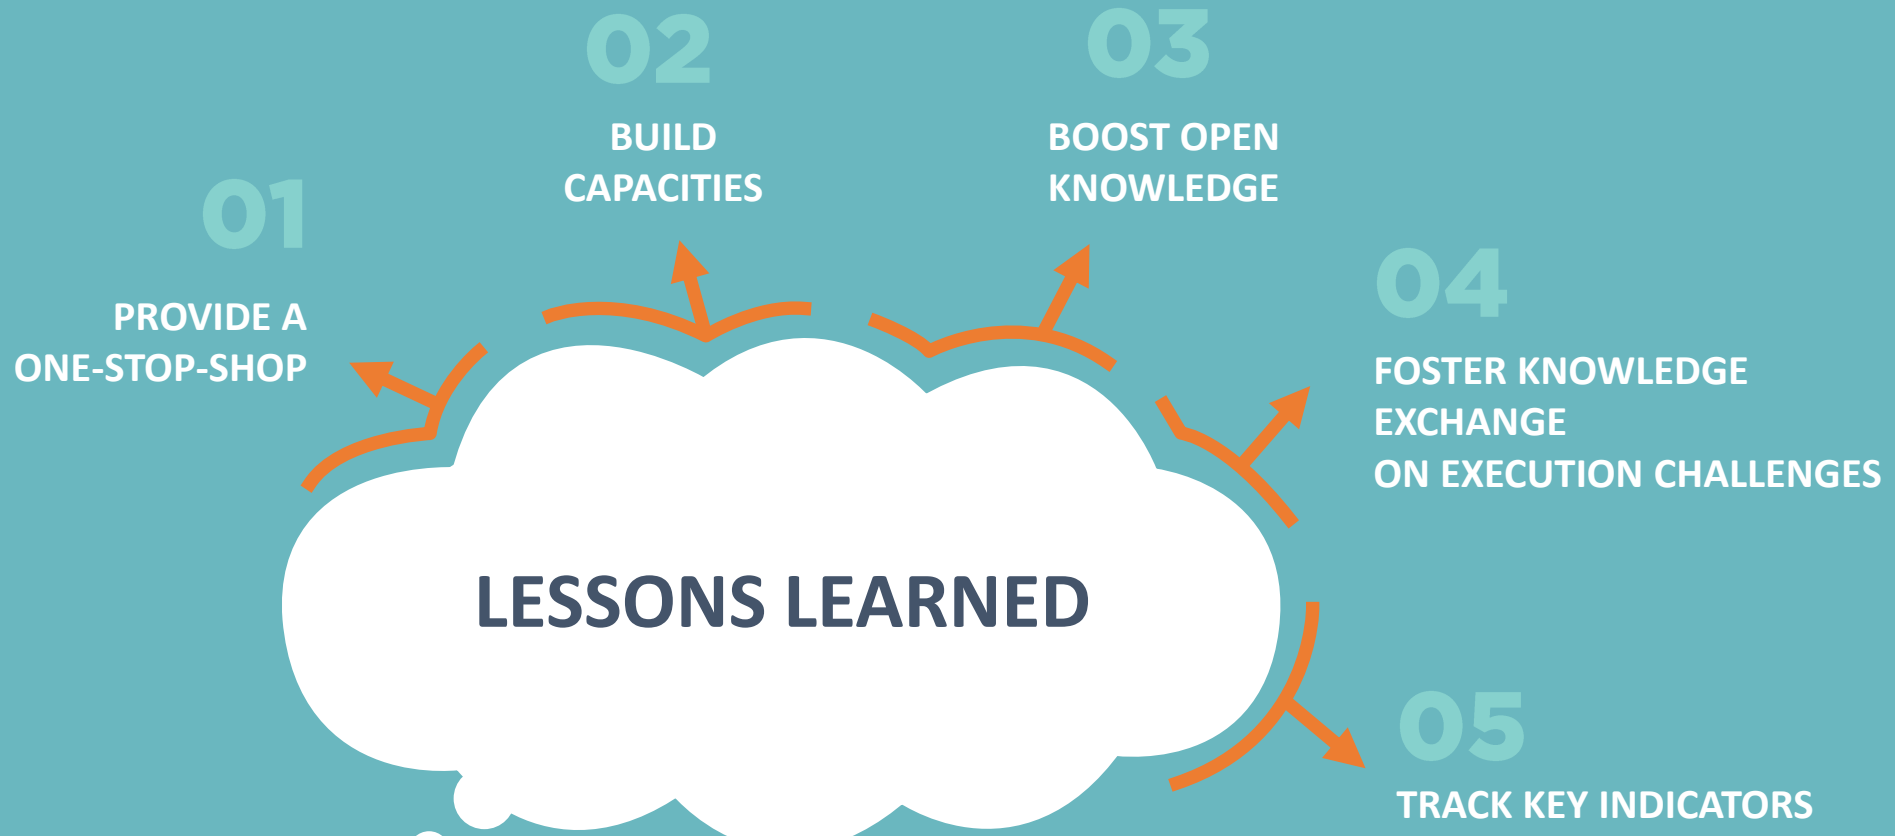 01
PROVIDE A
ONE-STOP-SHOP
02
BUILD
CAPACITIES
03
BOOST OPEN
KNOWLEDGE
04
FOSTER KNOWLEDGE
EXCHANGE
ON EXECUTION CHALLENGES
05
TRACK KEY INDICATORS
LESSONS LEARNED